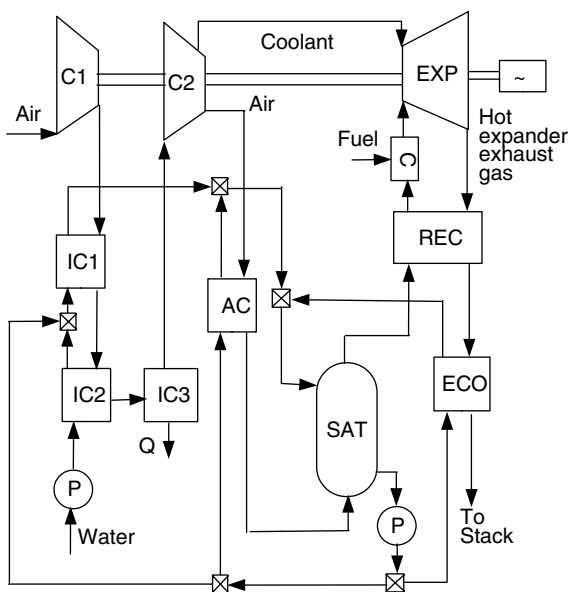 Coolant
C1
C2
EXP
~
Air
Air
Hot
expander
exhaust
gas
Fuel
C
REC
IC1
AC
IC2
IC3
ECO
SAT
Q
P
P
Water
To
Stack